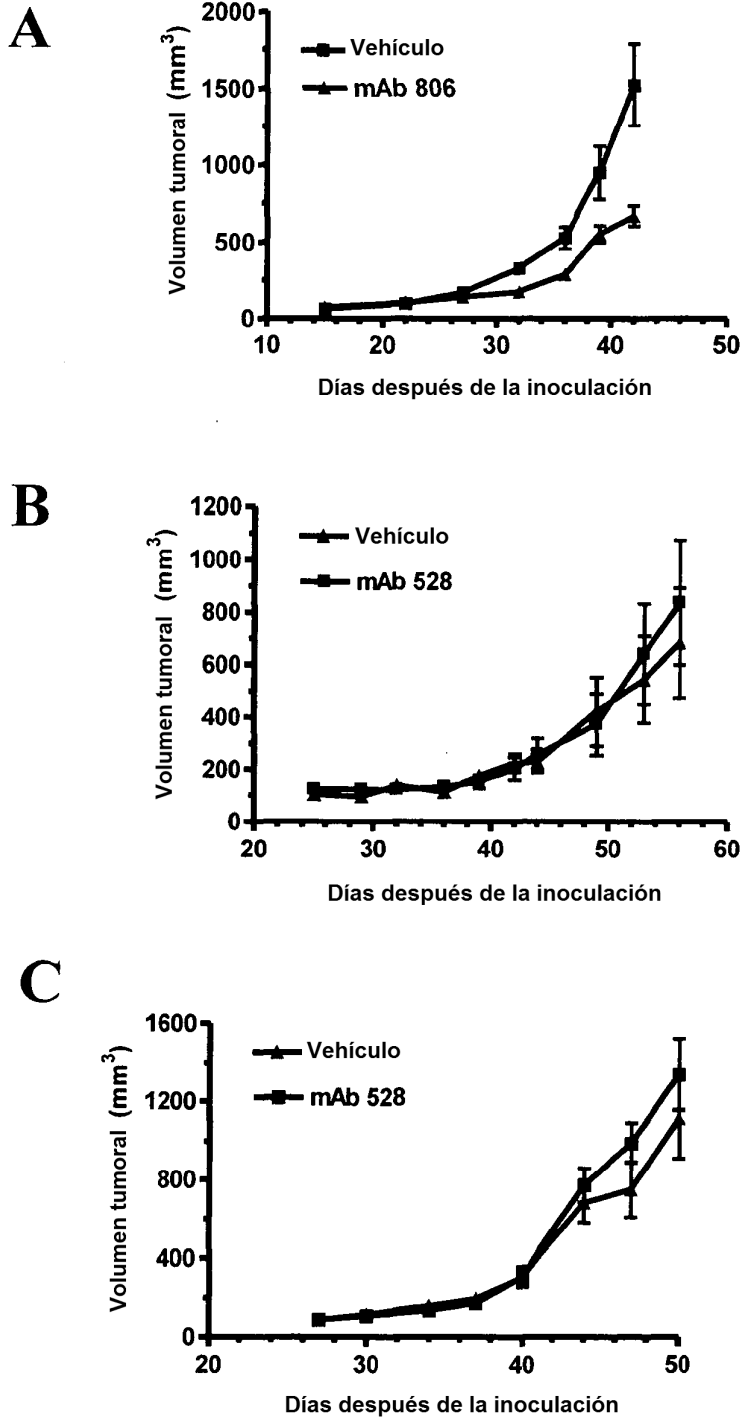 A
Volumen tumoral (mm³)
2000
1500
1000
500
0
Vehículo
mAb 806
10
20
30
40
50
Días después de la inoculación
B
Volumen tumoral (mm³)
1200
1000
800
600
400
200
0
Vehículo
mAb 528
20
30
40
50
60
Días después de la inoculación
C
Volumen tumoral (mm³)
1600
1200
800
400
0
Vehículo
mAb 528
20
30
40
50
Días después de la inoculación